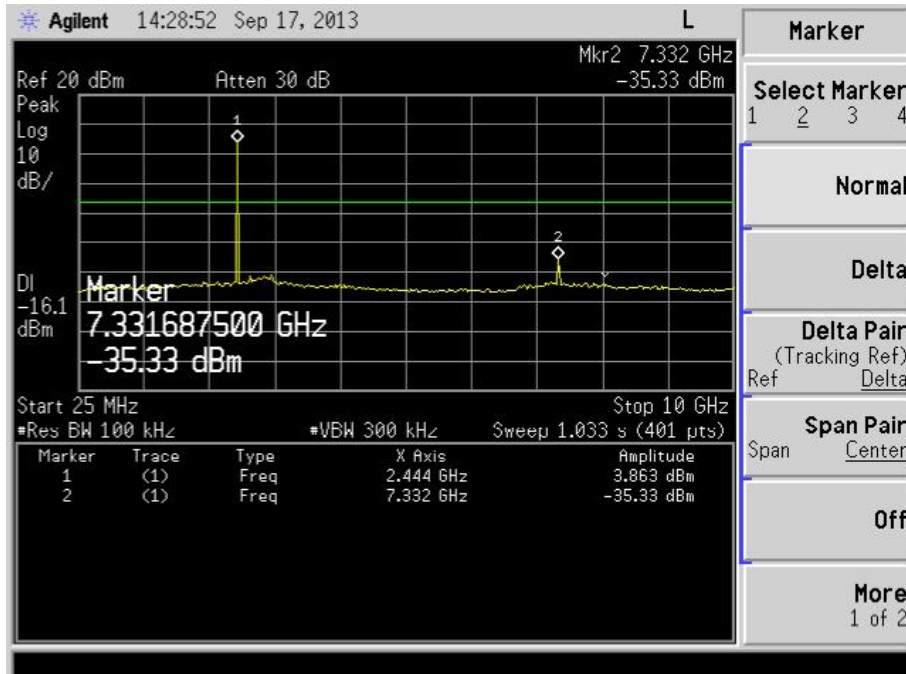 Agilent 14:28:52 Sep 17, 2013 L
Mkr2 7.332 GHz
Ref 20 dBm Atten 30 dB -35.33 dBm
Peak
Log
10
dB/
1
2
DI
-16.1
dBm
Marker
7.331687500 GHz
-35.33 dBm
Start 25 MHz Stop 10 GHz
#Res BW 100 kHz #VBW 300 kHz Sweep 1.033 s (401 pts)
Marker Trace Type X Axis Amplitude
1 (1) Freq 2.444 GHz 3.863 dBm
2 (1) Freq 7.332 GHz -35.33 dBm
Marker
Select Marker
1 2 3 4
Normal
Delta
Delta Pair
(Tracking Ref)
Ref Delta
Span Pair
Span Center
Off
More
1 of 2